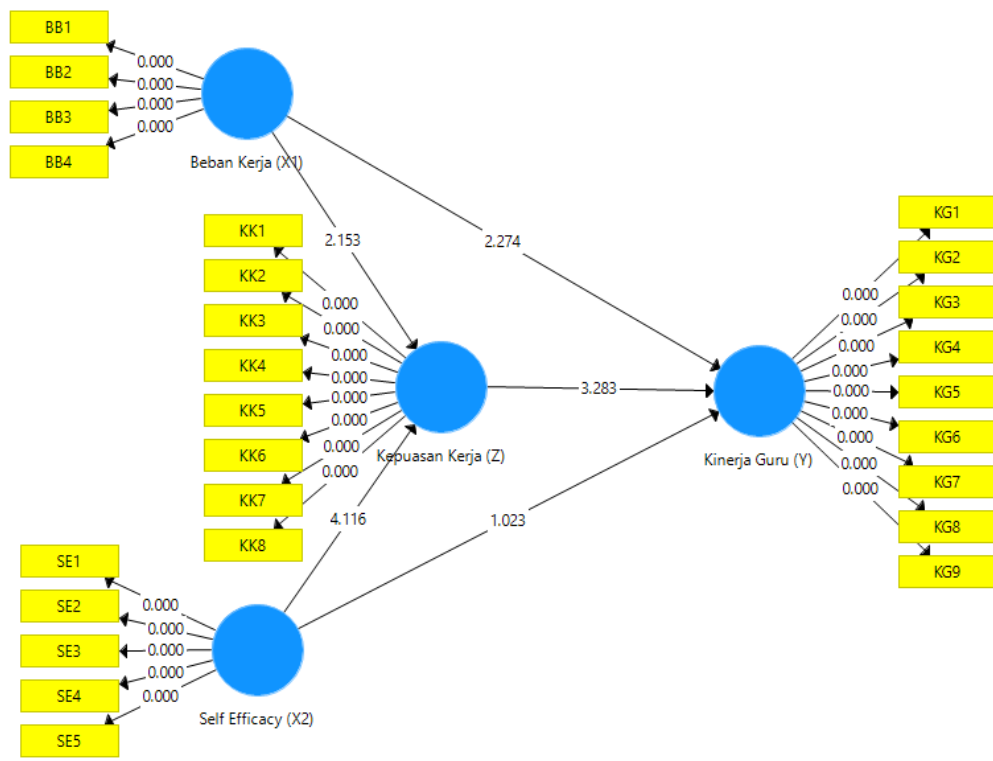 BB1
BB2
BB3
BB4
0.000
0.000
0.000
0.000
Beban Kerja (X1)
2.153
2.274
KK1
KK2
KK3
KK4
KK5
KK6
KK7
KK8
0.000
0.000
0.000
0.000
0.000
0.000
0.000
0.000
Kepuasan Kerja (Z)
3.283
4.116
1.023
SE1
SE2
SE3
SE4
SE5
0.000
0.000
0.000
0.000
0.000
Self Efficacy (X2)
Kinerja Guru (Y)
0.000
0.000
0.000
0.000
0.000
0.000
0.000
0.000
0.000
KG1
KG2
KG3
KG4
KG5
KG6
KG7
KG8
KG9